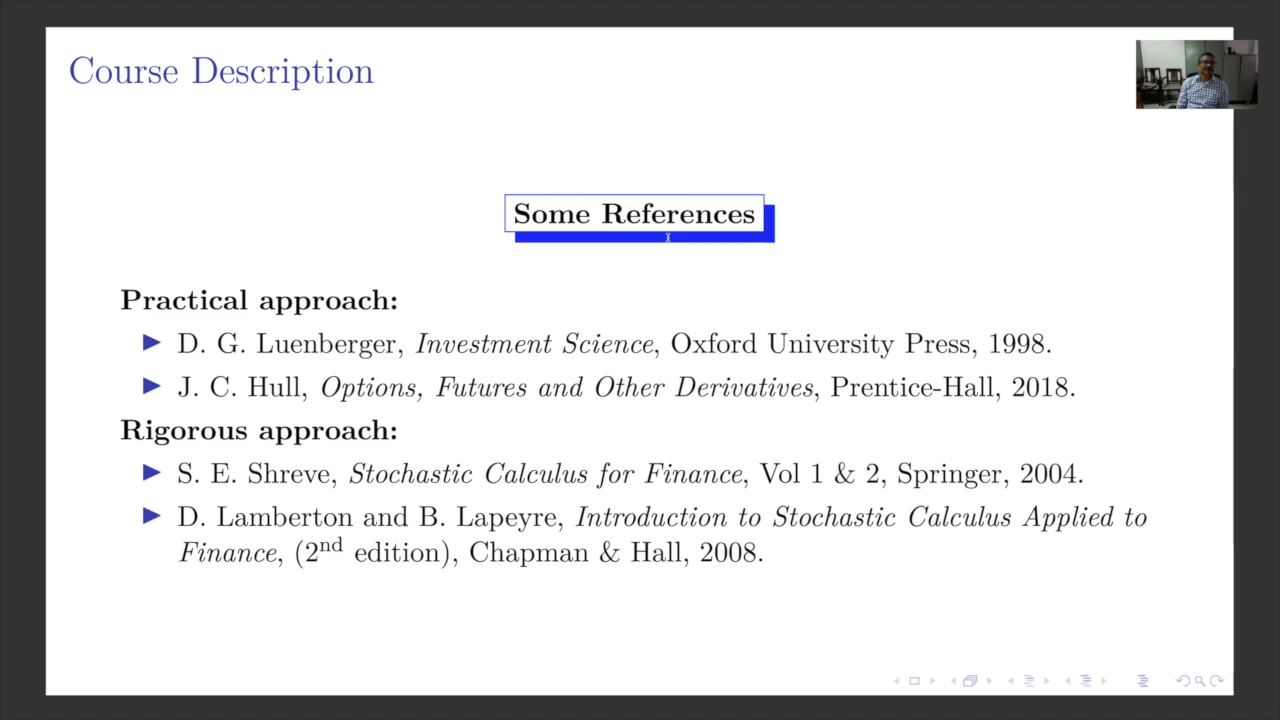 Course Description
Some References
Practical approach:
D. G. Luenberger, Investment Science, Oxford University Press, 1998.
J. C. Hull, Options, Futures and Other Derivatives, Prentice-Hall, 2018.
Rigorous approach:
S. E. Shreve, Stochastic Calculus for Finance, Vol 1 & 2, Springer, 2004.
D. Lamberton and B. Lapeyre, Introduction to Stochastic Calculus Applied to
Finance, (2nd edition), Chapman & Hall, 2008.